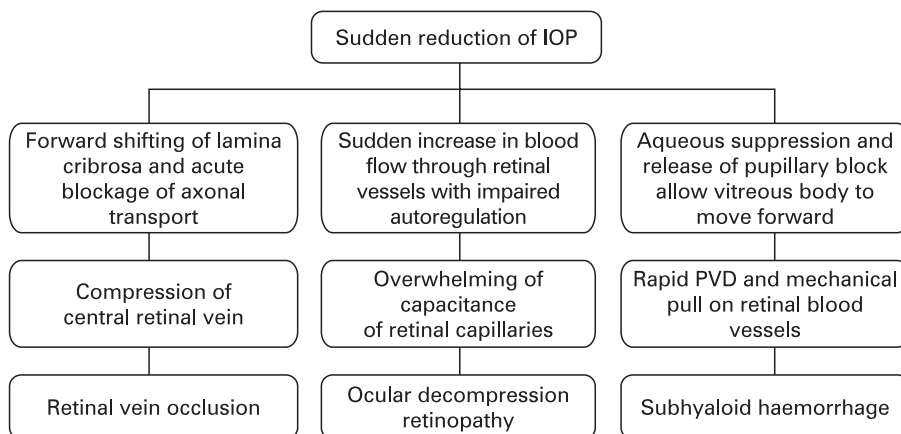 Sudden reduction of IOP
Forward shifting of lamina
cribrosa and acute
blockage of axonal
transport
Sudden increase in blood
flow through retinal
vessels with impaired
autoregulation
Aqueous suppression and
release of pupillary block
allow vitreous body to
move forward
Compression of
central retinal vein
Overwhelming of
capacitance
of retinal capillaries
Rapid PVD and mechanical
pull on retinal blood
vessels
Retinal vein occlusion
Ocular decompression
retinopathy
Subhyaloid haemorrhage